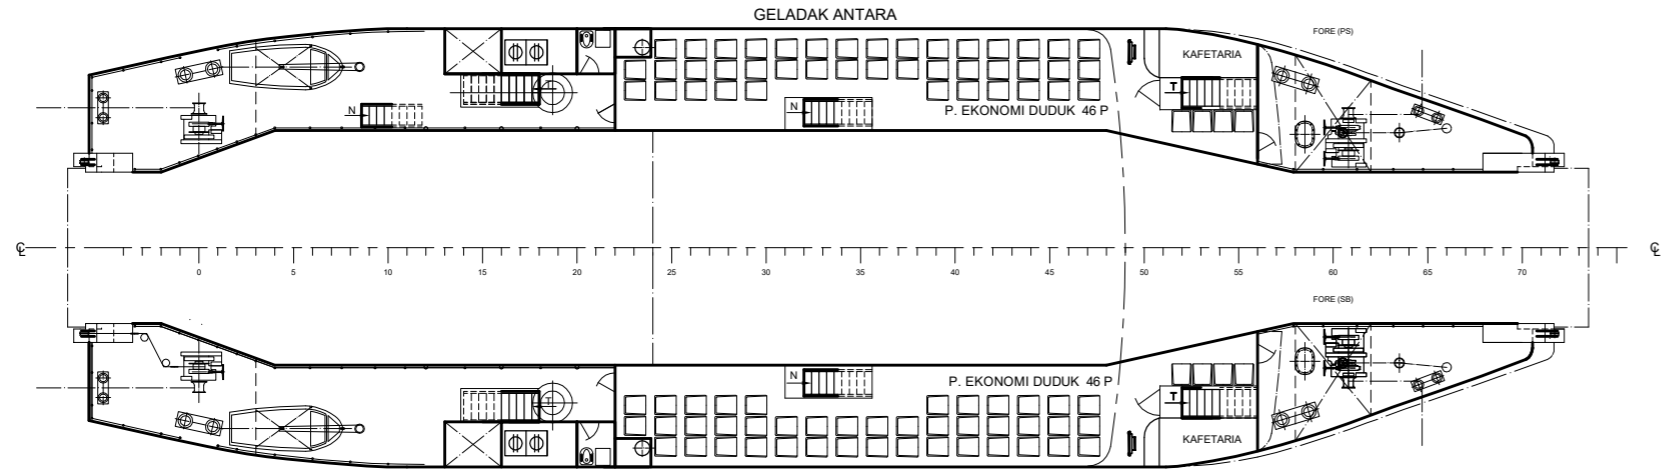 GELADAK ANTARA
FORE (PS)
KAFETARIA
T
T
N
N
P. EKONOMI DUDUK 46 P
℄ ℄
0 5 10 15 20 25 30 35 40 45 50 55 60 65 70
FORE (SB)
N
P. EKONOMI DUDUK 46 P
T
T
KAFETARIA